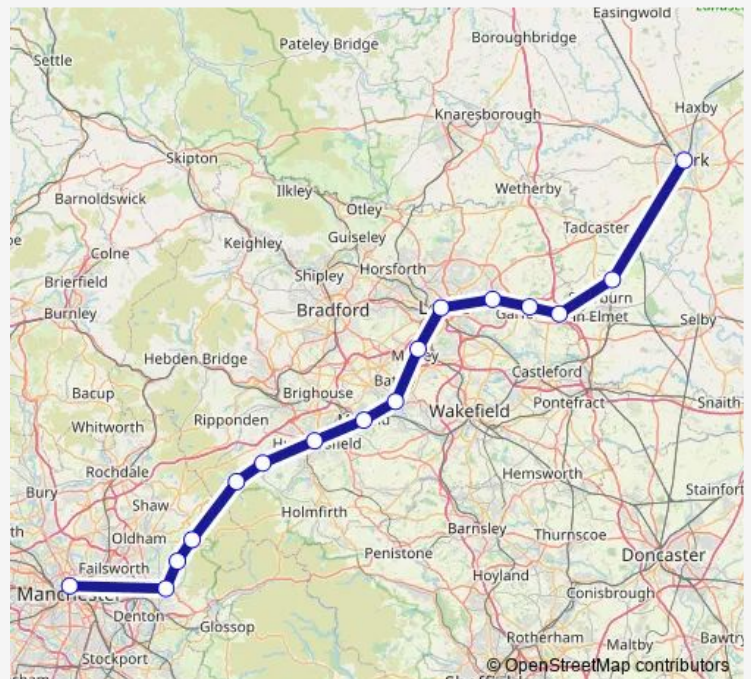 Easingwold
Pateley Bridge
Boroughbridge
Settle
Haxby
Knaresborough
Skipton
Ilkley
Wetherby
Barnoldswick
Otley
Tadcaster
Guiseley
Keighley
Colne
Shipley
Horsforth
Brierfield
Bradford
Burnley
Selby
Hebden Bridge
Castleford
Bacup
Brighouse
Pontefract
Snaith
Wakefield
Ripponden
Whitworth
Rochdale
Hemsworth
Bury
Shaw
Holmfirth
Barnsley
Thurnscoe
Oldham
Penistone
Doncaster
Failsworth
Hoyland
Conisbrough
Manchester
Denton
Glossop
Rotherham
Maltby
Stockport
© OpenStreetMap contributors